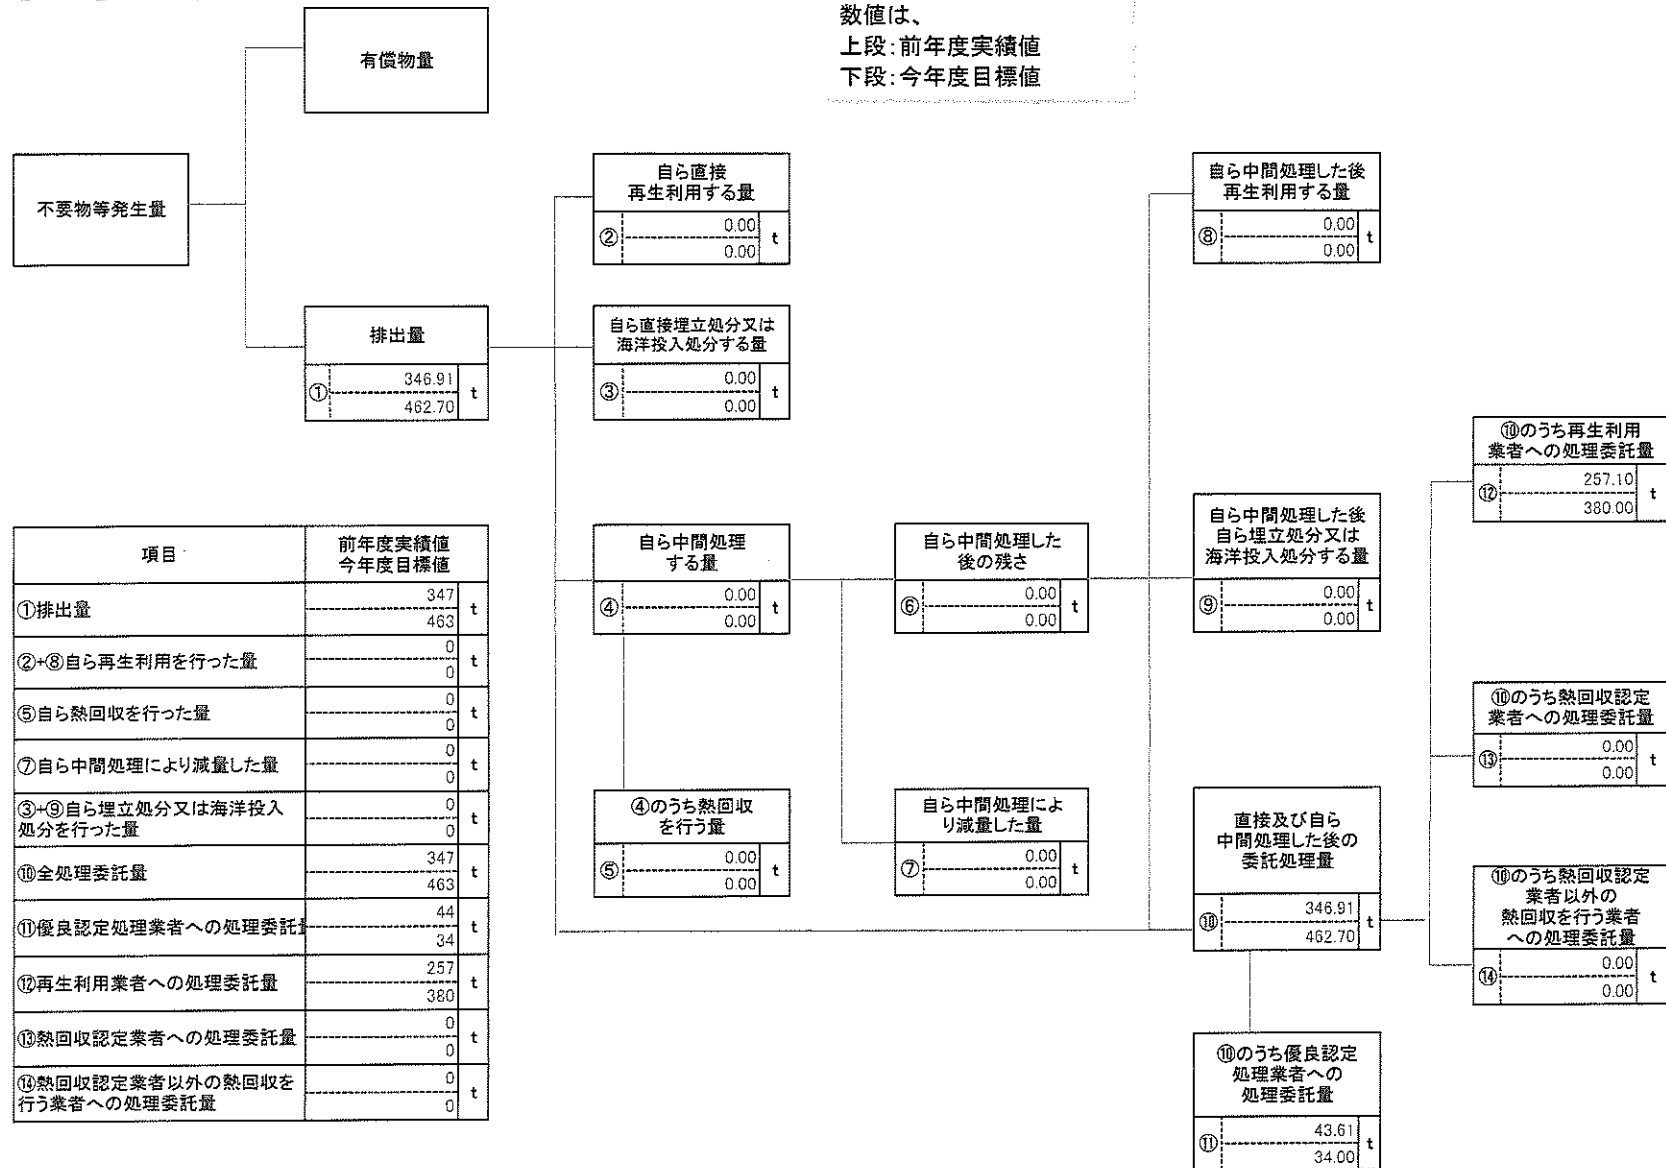 数値は、
上段:前年度実績値
下段:今年度目標値
有償物量
不要物等発生量
排出量
①
346.91
462.70
t
自ら直接
再生利用する量
②
0.00
0.00
t
自ら直接埋立処分又は
海洋投入処分する量
③
0.00
0.00
t
自ら中間処理
する量
④
0.00
0.00
t
④のうち熱回収
を行う量
⑤
0.00
0.00
t
自ら中間処理した
後の残さ
⑥
0.00
0.00
t
自ら中間処理によ
り減量した量
⑦
0.00
0.00
t
自ら中間処理した後
再生利用する量
⑧
0.00
0.00
t
自ら中間処理した後
自ら埋立処分又は
海洋投入処分する量
⑨
0.00
0.00
t
直接及び自ら
中間処理した後の
委託処理量
⑩
346.91
462.70
t
⑩のうち優良認定
処理業者への
処理委託量
⑪
43.61
34.00
t
⑩のうち再生利用
業者への処理委託量
⑫
257.10
380.00
t
⑩のうち熱回収認定
業者への処理委託量
⑬
0.00
0.00
t
⑩のうち熱回収認定
業者以外の
熱回収を行う業者
への処理委託量
⑭
0.00
0.00
t
項目
前年度実績値
今年度目標値
①排出量
347
463
t
②+⑧自ら再生利用を行った量
0
0
t
⑤自ら熱回収を行った量
0
0
t
⑦自ら中間処理により減量した量
0
0
t
③+⑨自ら埋立処分又は海洋投入
処分を行った量
0
0
t
⑩全処理委託量
347
463
t
⑪優良認定処理業者への処理委託
44
34
t
⑫再生利用業者への処理委託量
257
380
t
⑬熱回収認定業者への処理委託量
0
0
t
⑭熱回収認定業者以外の熱回収を
行う業者への処理委託量
0
0
t